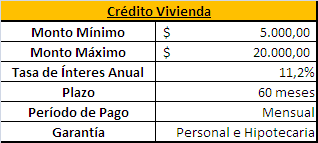 Crédito Vivienda
Monto Mínimo $ 5.000,00
Monto Máximo $ 20.000,00
Tasa de Ínteres Anual 11,2%
Plazo 60 meses
Período de Pago Mensual
Garantía Personal e Hipotecaria